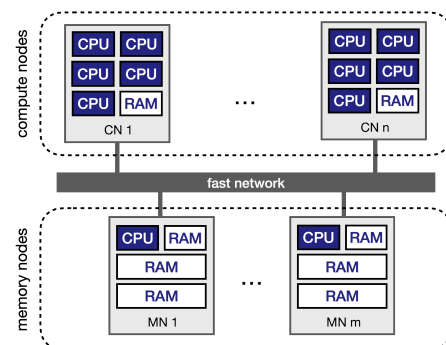 compute nodes
CPU CPU
CPU CPU
CPU RAM
CN 1
...
CPU CPU
CPU CPU
CPU RAM
CN n
fast network
memory nodes
CPU RAM
RAM
RAM
MN 1
...
CPU RAM
RAM
RAM
MN m